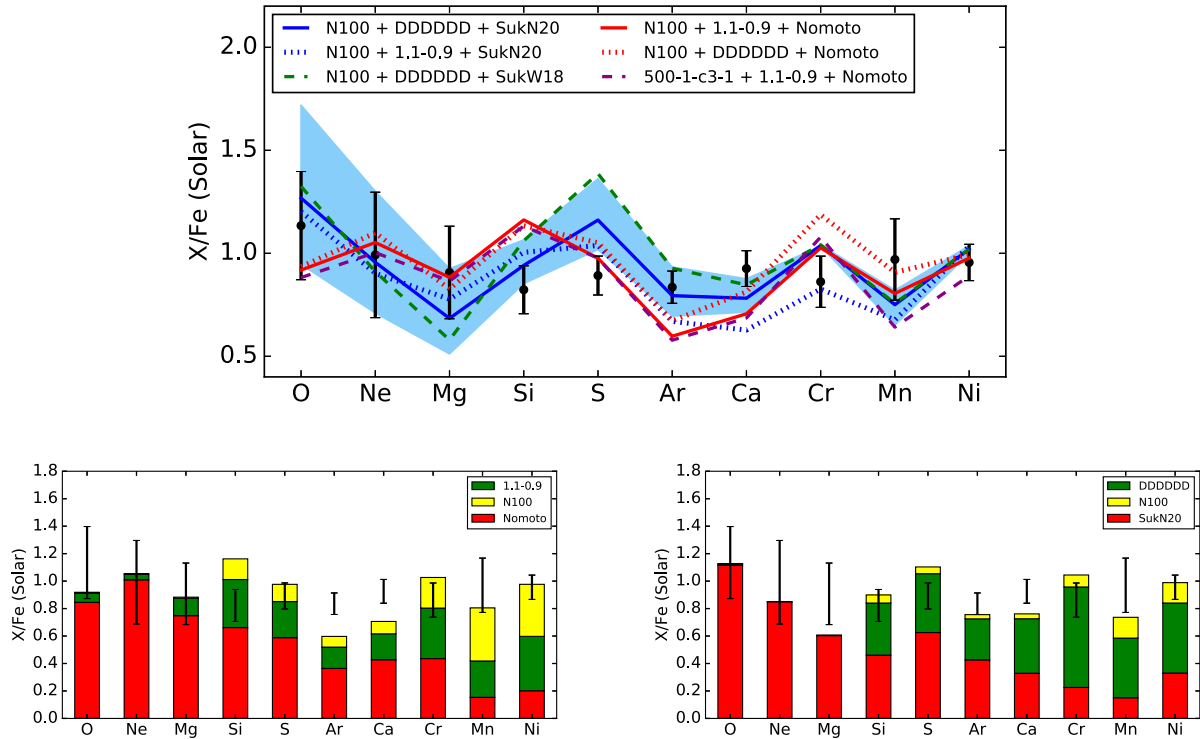 2.0
1.5
1.0
0.5
X/Fe (Solar)
N100 + DDDDDD + SukN20
N100 + 1.1-0.9 + SukN20
N100 + DDDDDD + SukW18
N100 + 1.1-0.9 + Nomoto
N100 + DDDDDD + Nomoto
500-1-c3-1 + 1.1-0.9 + Nomoto
O Ne Mg Si S Ar Ca Cr Mn Ni
1.8
1.6
1.4
1.2
1.0
0.8
0.6
0.4
0.2
0.0
X/Fe (Solar)
1.1-0.9
N100
Nomoto
O Ne Mg Si S Ar Ca Cr Mn Ni
1.8
1.6
1.4
1.2
1.0
0.8
0.6
0.4
0.2
0.0
X/Fe (Solar)
DDDDDD
N100
SukN20
O Ne Mg Si S Ar Ca Cr Mn Ni